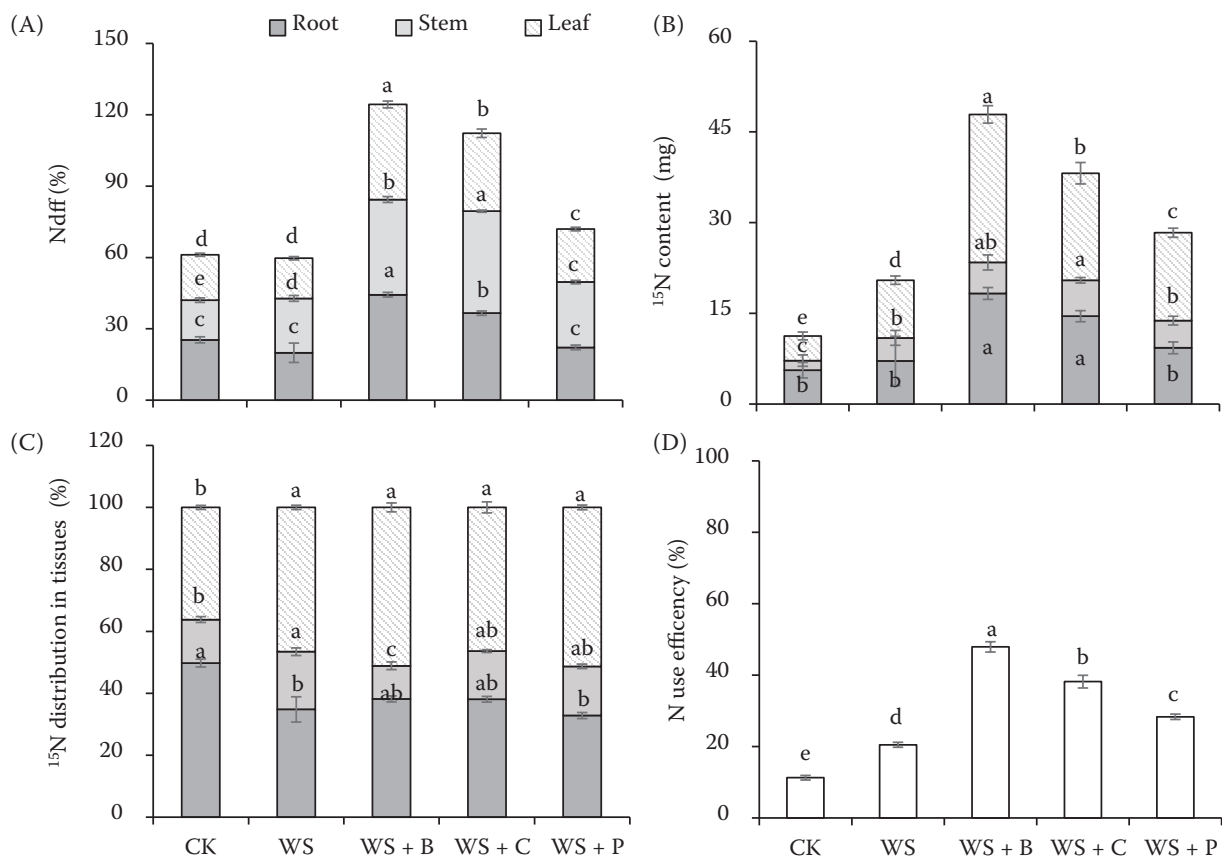 (A)
Root Stem Leaf
Ndff (%)
150
120
90
60
30
0
d
e
c
d
d
c
a
b
a
b
a
b
c
c
c
(B)
¹⁵N content (mg)
60
45
30
15
0
e
c
b
d
b
b
a
ab
a
b
a
a
c
b
b
(C)
¹⁵N distribution in tissues (%)
120
100
80
60
40
20
0
b
b
a
a
a
b
a
c
ab
a
ab
ab
a
ab
b
CK WS WS + B WS + C WS + P
(D)
N use efficency (%)
100
80
60
40
20
0
e
d
a
b
c
CK WS WS + B WS + C WS + P